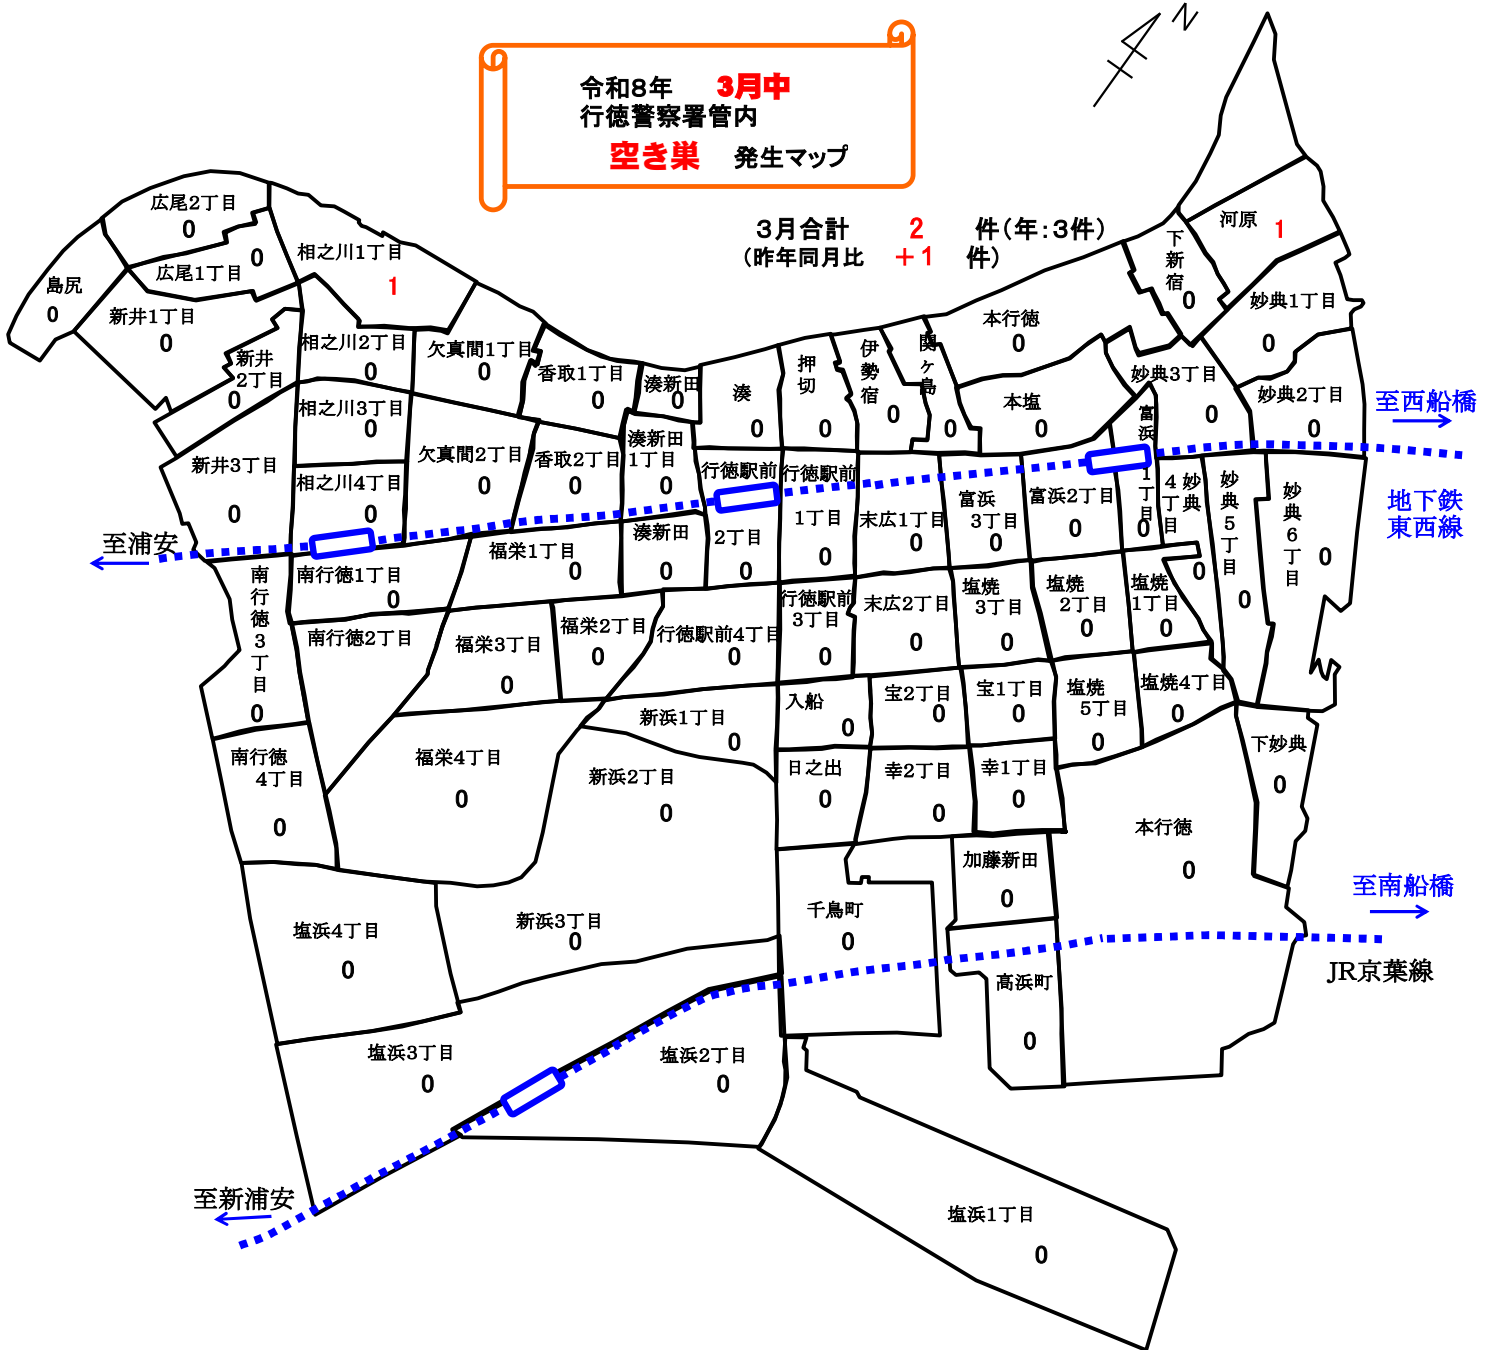 N
令和8年 3月中
行徳警察署管内
空き巣 発生マップ
3月合計 2 件(年:3件)
(昨年同月比 +1 件)
広尾2丁目
0
広尾1丁目
0
島尻
0
相之川1丁目
1
新井1丁目
0
新井
2丁目
0
相之川2丁目
0
欠真間1丁目
0
香取1丁目
0
湊新田
0
湊
0
押切
0
伊勢宿
0
関ヶ島
0
本行徳
0
本塩
0
下新宿
0
河原
1
妙典1丁目
0
妙典2丁目
0
妙典3丁目
0
至西船橋
地下鉄
東西線
新井3丁目
0
相之川3丁目
0
相之川4丁目
0
欠真間2丁目
0
香取2丁目
0
湊新田
1丁目
0
湊新田
0
行徳駅前
2丁目
0
行徳駅前
1丁目
0
末広1丁目
0
富浜
3丁目
0
富浜2丁目
0
富浜
1丁目
0
妙典
4丁目
0
妙典5丁目
0
妙典6丁目
0
至浦安
南行徳1丁目
0
福栄1丁目
0
南行徳3丁目
0
南行徳2丁目
福栄3丁目
0
福栄2丁目
0
行徳駅前4丁目
0
行徳駅前
3丁目
0
末広2丁目
0
塩焼
3丁目
0
塩焼
2丁目
0
塩焼
1丁目
0
南行徳
4丁目
0
福栄4丁目
0
新浜1丁目
0
新浜2丁目
0
入船
0
宝2丁目
0
宝1丁目
0
塩焼
5丁目
0
塩焼4丁目
0
下妙典
0
日之出
0
幸2丁目
0
幸1丁目
0
本行徳
0
加藤新田
0
塩浜4丁目
0
新浜3丁目
0
千鳥町
0
高浜町
0
至南船橋
JR京葉線
塩浜3丁目
0
塩浜2丁目
0
至新浦安
塩浜1丁目
0